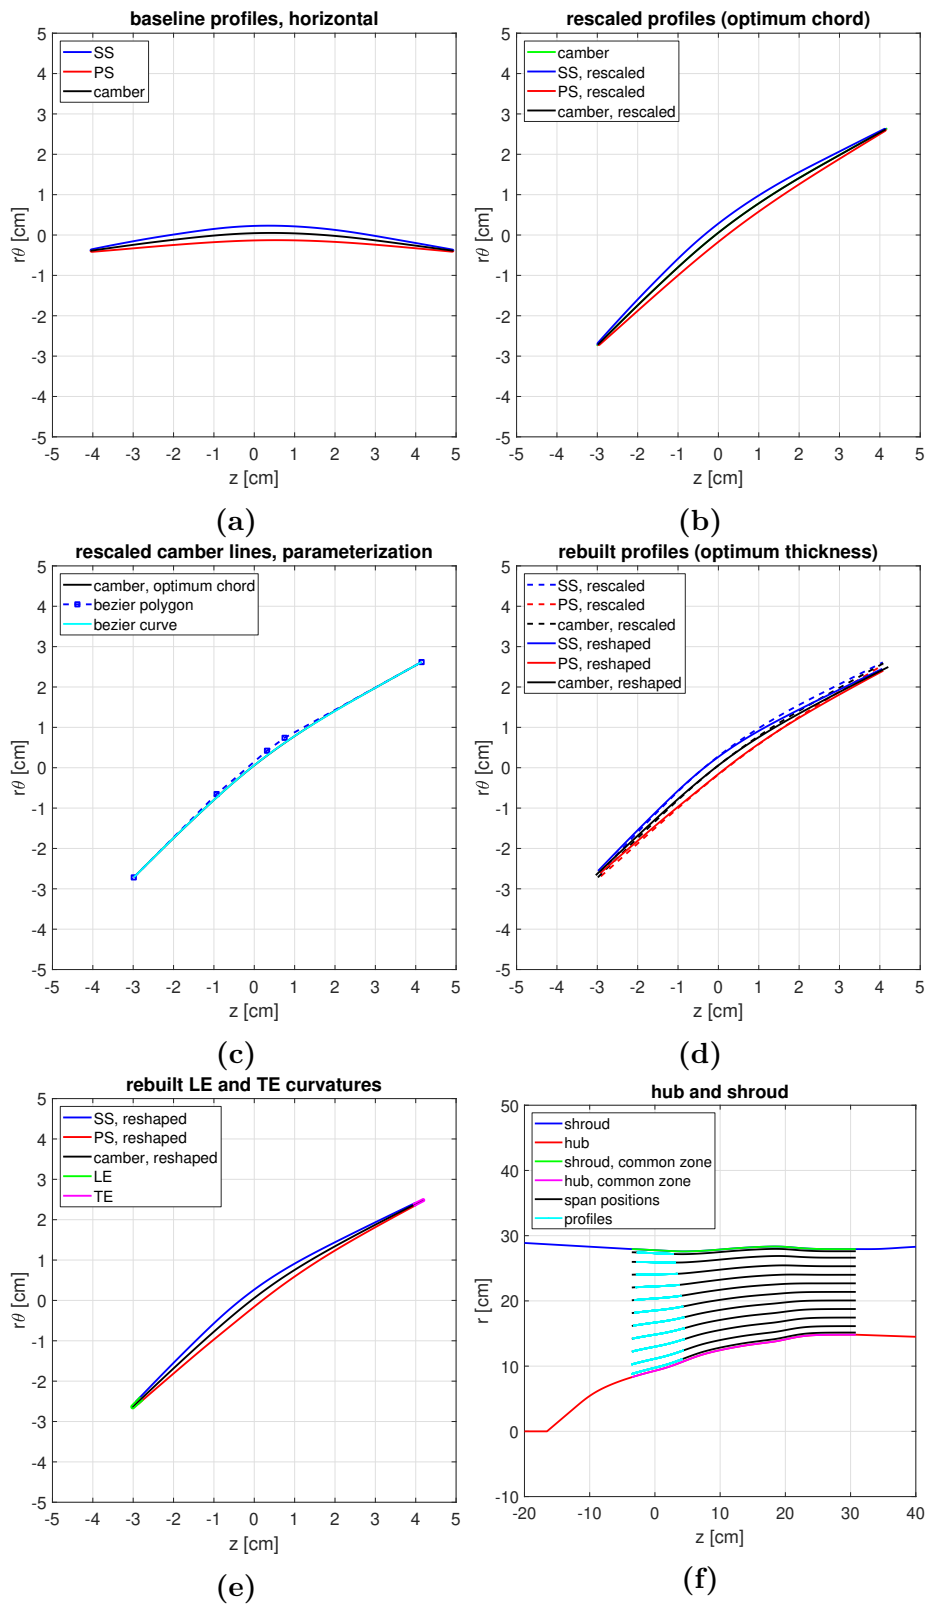 baseline profiles, horizontal
5
4
3
2
1
0
-1
-2
-3
-4
-5
rθ [cm]
SS
PS
camber
-5 -4 -3 -2 -1 0 1 2 3 4 5
z [cm]
(a)
rescaled profiles (optimum chord)
5
4
3
2
1
0
-1
-2
-3
-4
-5
rθ [cm]
camber
SS, rescaled
PS, rescaled
camber, rescaled
-5 -4 -3 -2 -1 0 1 2 3 4 5
z [cm]
(b)
rescaled camber lines, parameterization
5
4
3
2
1
0
-1
-2
-3
-4
-5
rθ [cm]
camber, optimum chord
bezier polygon
bezier curve
-5 -4 -3 -2 -1 0 1 2 3 4 5
z [cm]
(c)
rebuilt profiles (optimum thickness)
5
4
3
2
1
0
-1
-2
-3
-4
-5
rθ [cm]
SS, rescaled
PS, rescaled
camber, rescaled
SS, reshaped
PS, reshaped
camber, reshaped
-5 -4 -3 -2 -1 0 1 2 3 4 5
z [cm]
(d)
rebuilt LE and TE curvatures
5
4
3
2
1
0
-1
-2
-3
-4
-5
rθ [cm]
SS, reshaped
PS, reshaped
camber, reshaped
LE
TE
-5 -4 -3 -2 -1 0 1 2 3 4 5
z [cm]
(e)
hub and shroud
50
40
30
20
10
0
-10
r [cm]
shroud
hub
shroud, common zone
hub, common zone
span positions
profiles
-20 -10 0 10 20 30 40
z [cm]
(f)